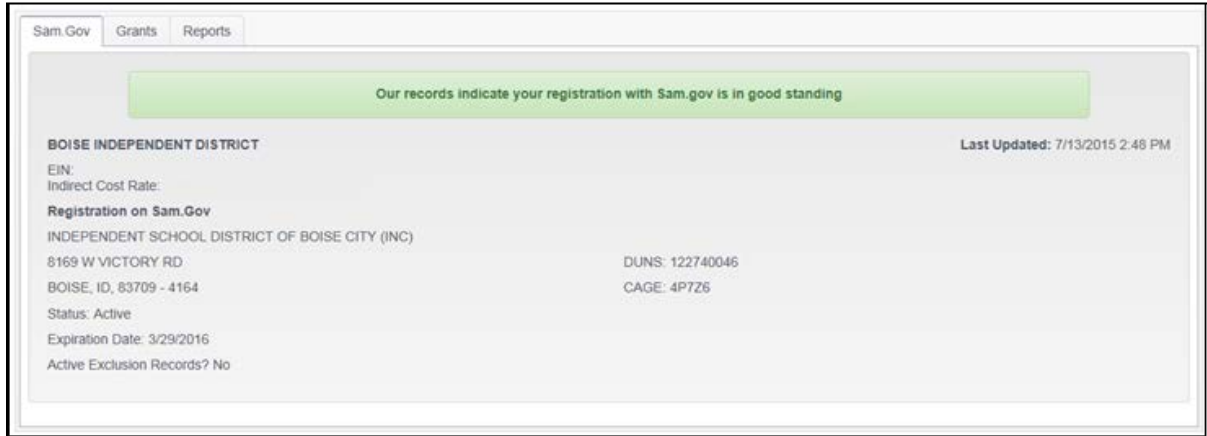 Sam.Gov Grants Reports
Our records indicate your registration with Sam.gov is in good standing
BOISE INDEPENDENT DISTRICT Last Updated: 7/13/2015 2:48 PM
EIN:
Indirect Cost Rate:
Registration on Sam.Gov
INDEPENDENT SCHOOL DISTRICT OF BOISE CITY (INC)
8169 W VICTORY RD DUNS: 122740046
BOISE, ID, 83709 - 4164 CAGE: 4P7Z6
Status: Active
Expiration Date: 3/29/2016
Active Exclusion Records? No